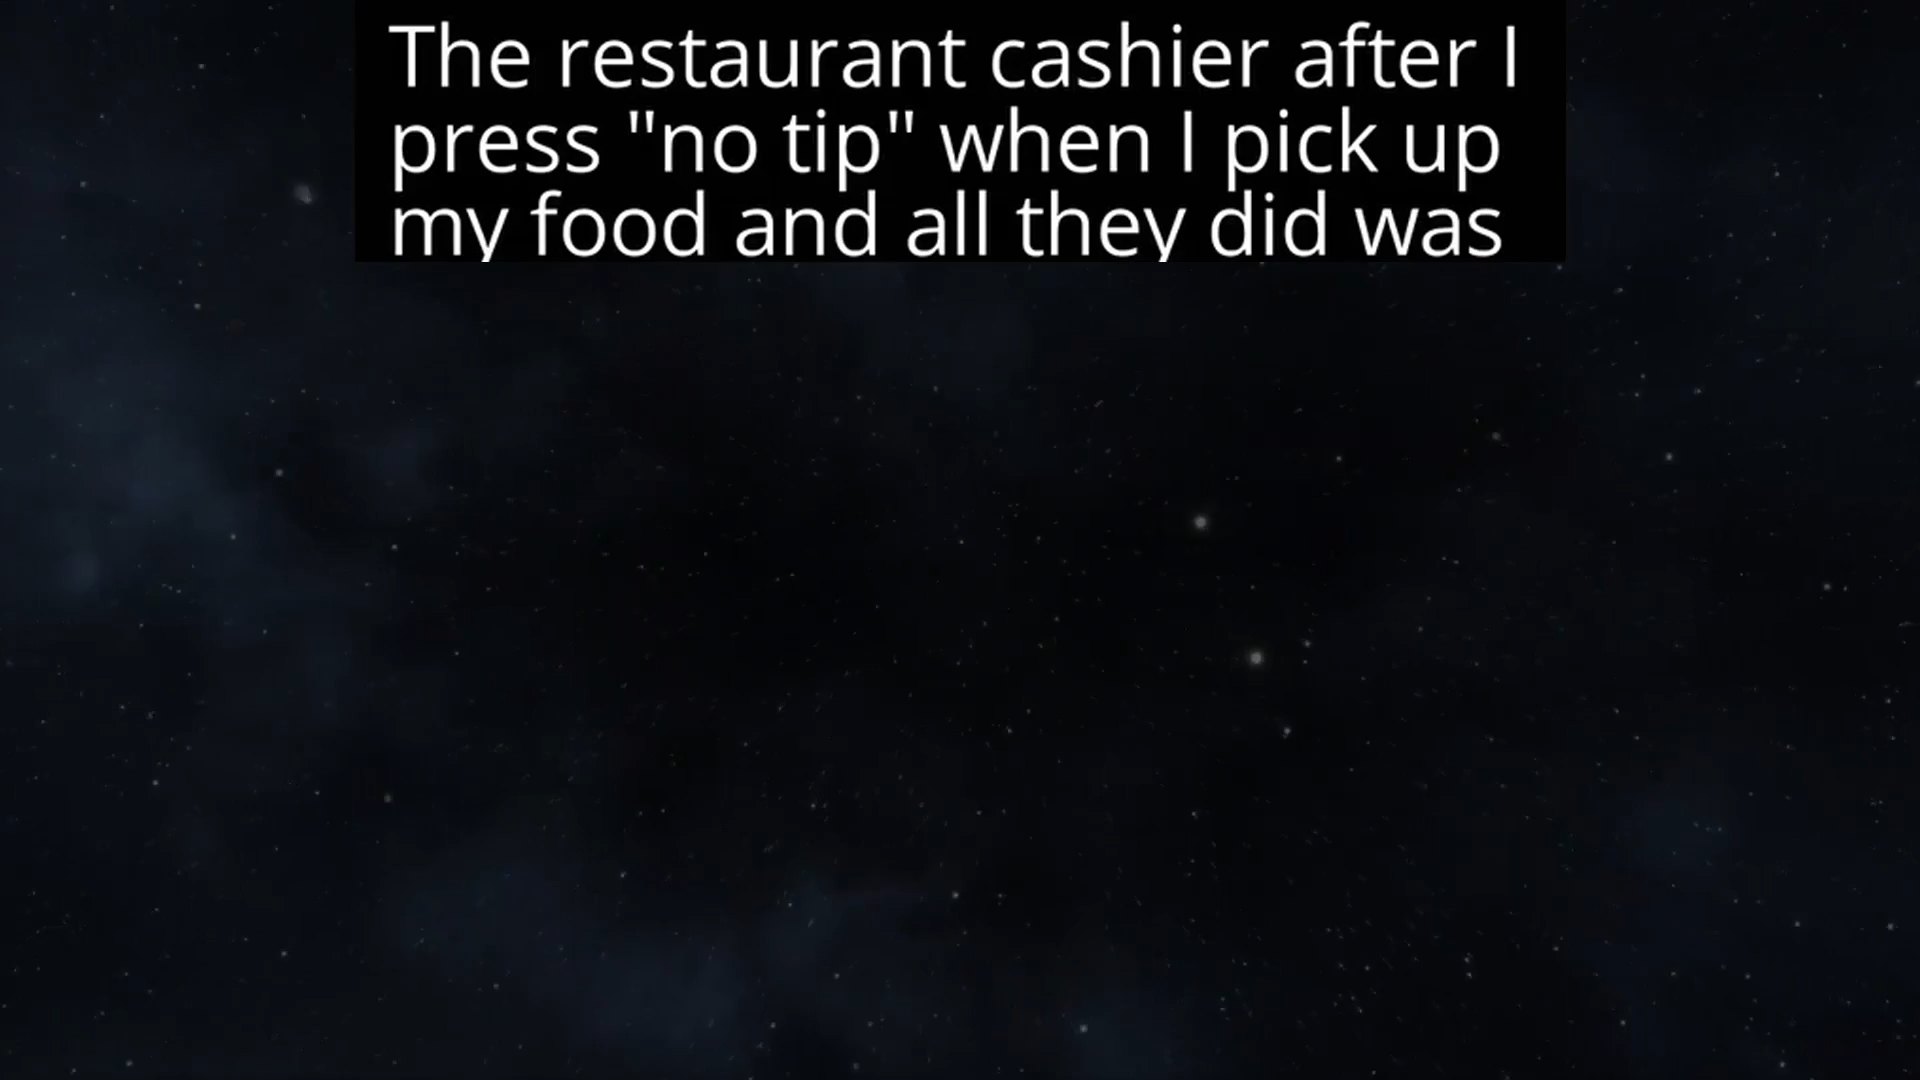 The restaurant cashier after I
press "no tip" when I pick up
my food and all they did was